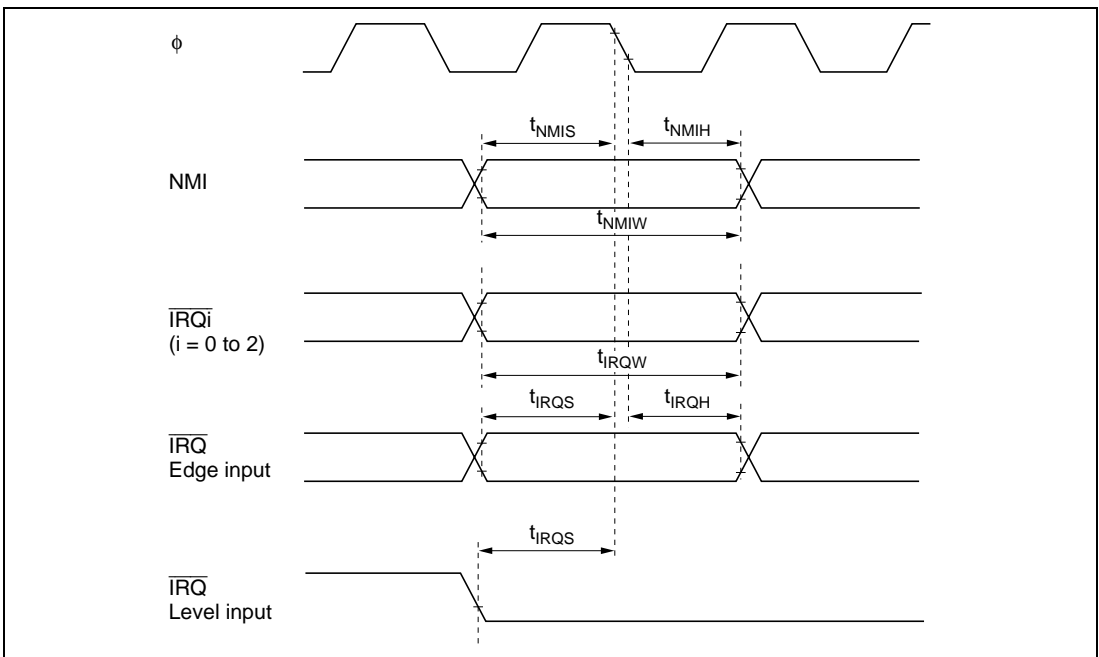 ϕ
tNMIS tNMIH
NMI
tNMIW
IRQi
(i = 0 to 2)
tIRQW
tIRQS tIRQH
IRQ
Edge input
tIRQS
IRQ
Level input